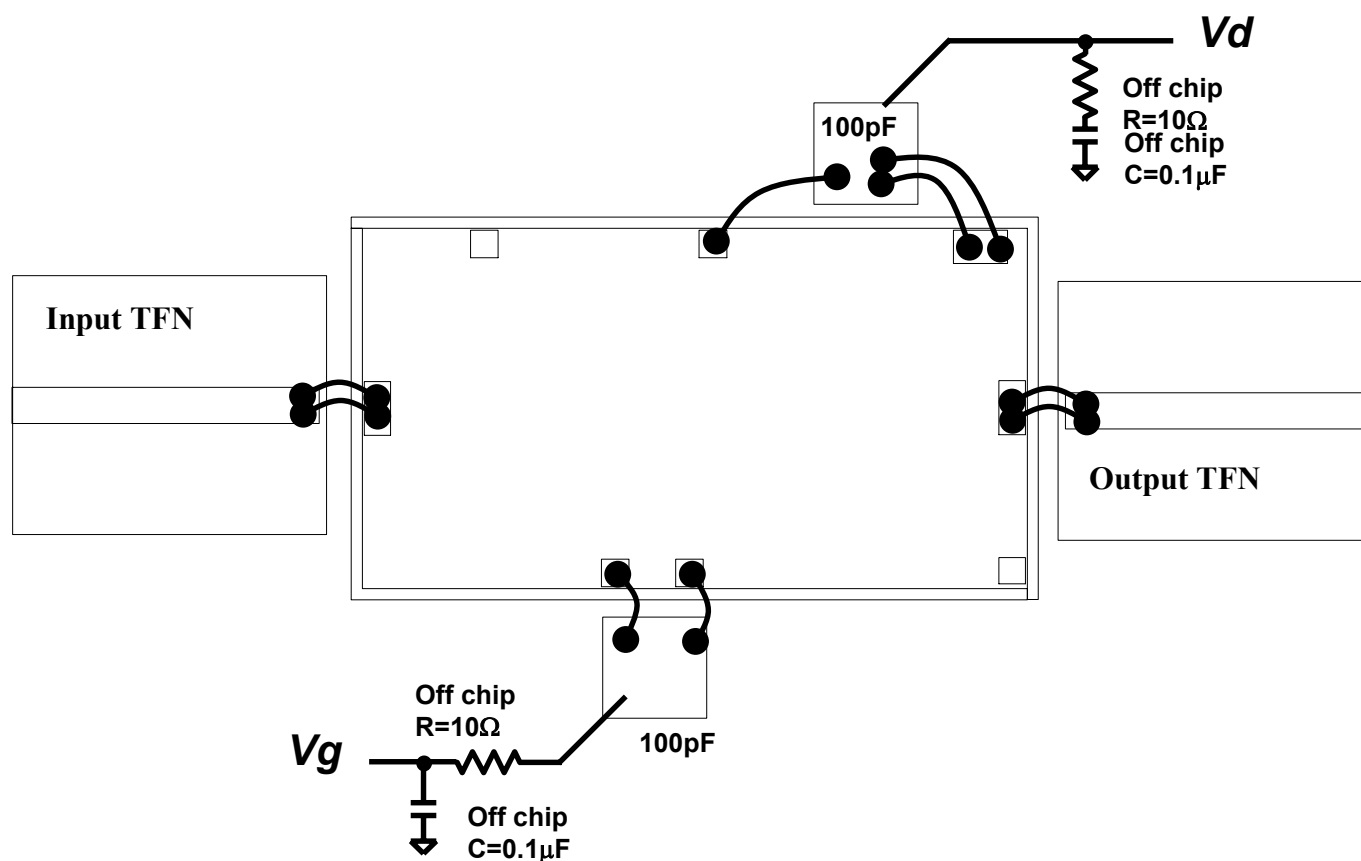 Vd
Off chip
R=10Ω
Off chip
C=0.1μF
100pF
Input TFN
Output TFN
Off chip
R=10Ω
Vg
100pF
Off chip
C=0.1μF